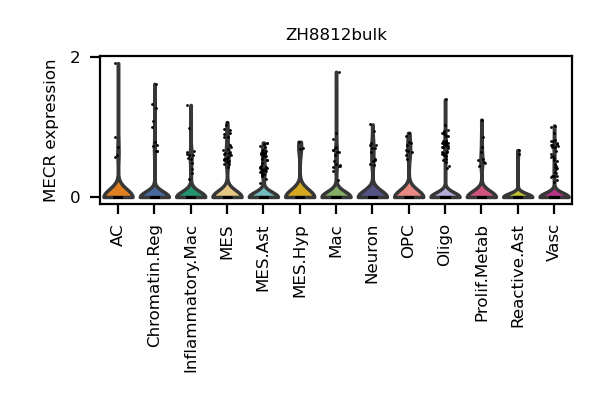 ZH8812bulk
MECR expression
2
0
AC
Chromatin.Reg
Inflammatory.Mac
MES
MES.Ast
MES.Hyp
Mac
Neuron
OPC
Oligo
Prolif.Metab
Reactive.Ast
Vasc